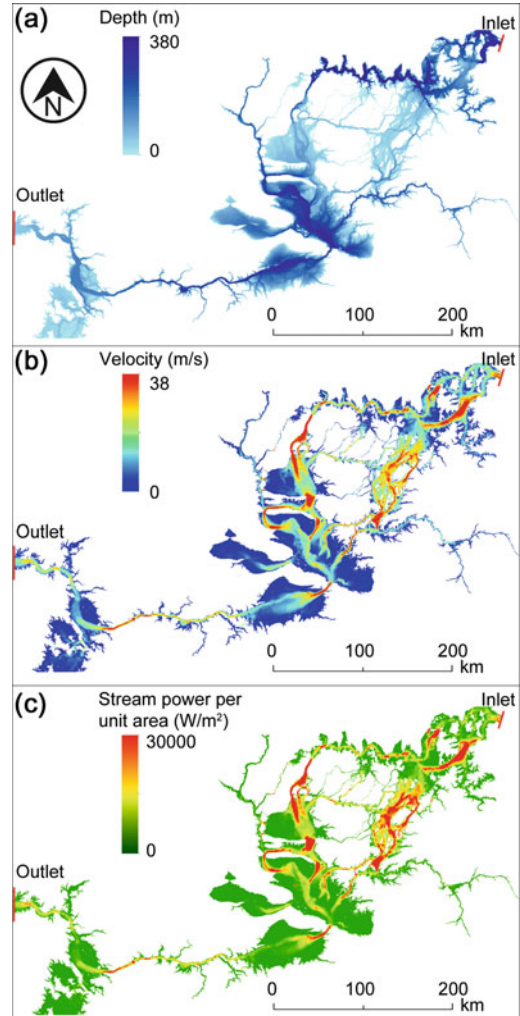 (a)
Depth (m)
380
0
N
Inlet
Outlet
0 100 200
km
(b)
Velocity (m/s)
38
0
Inlet
Outlet
0 100 200
km
(c)
Stream power per
unit area (W/m²)
30000
0
Inlet
Outlet
0 100 200
km